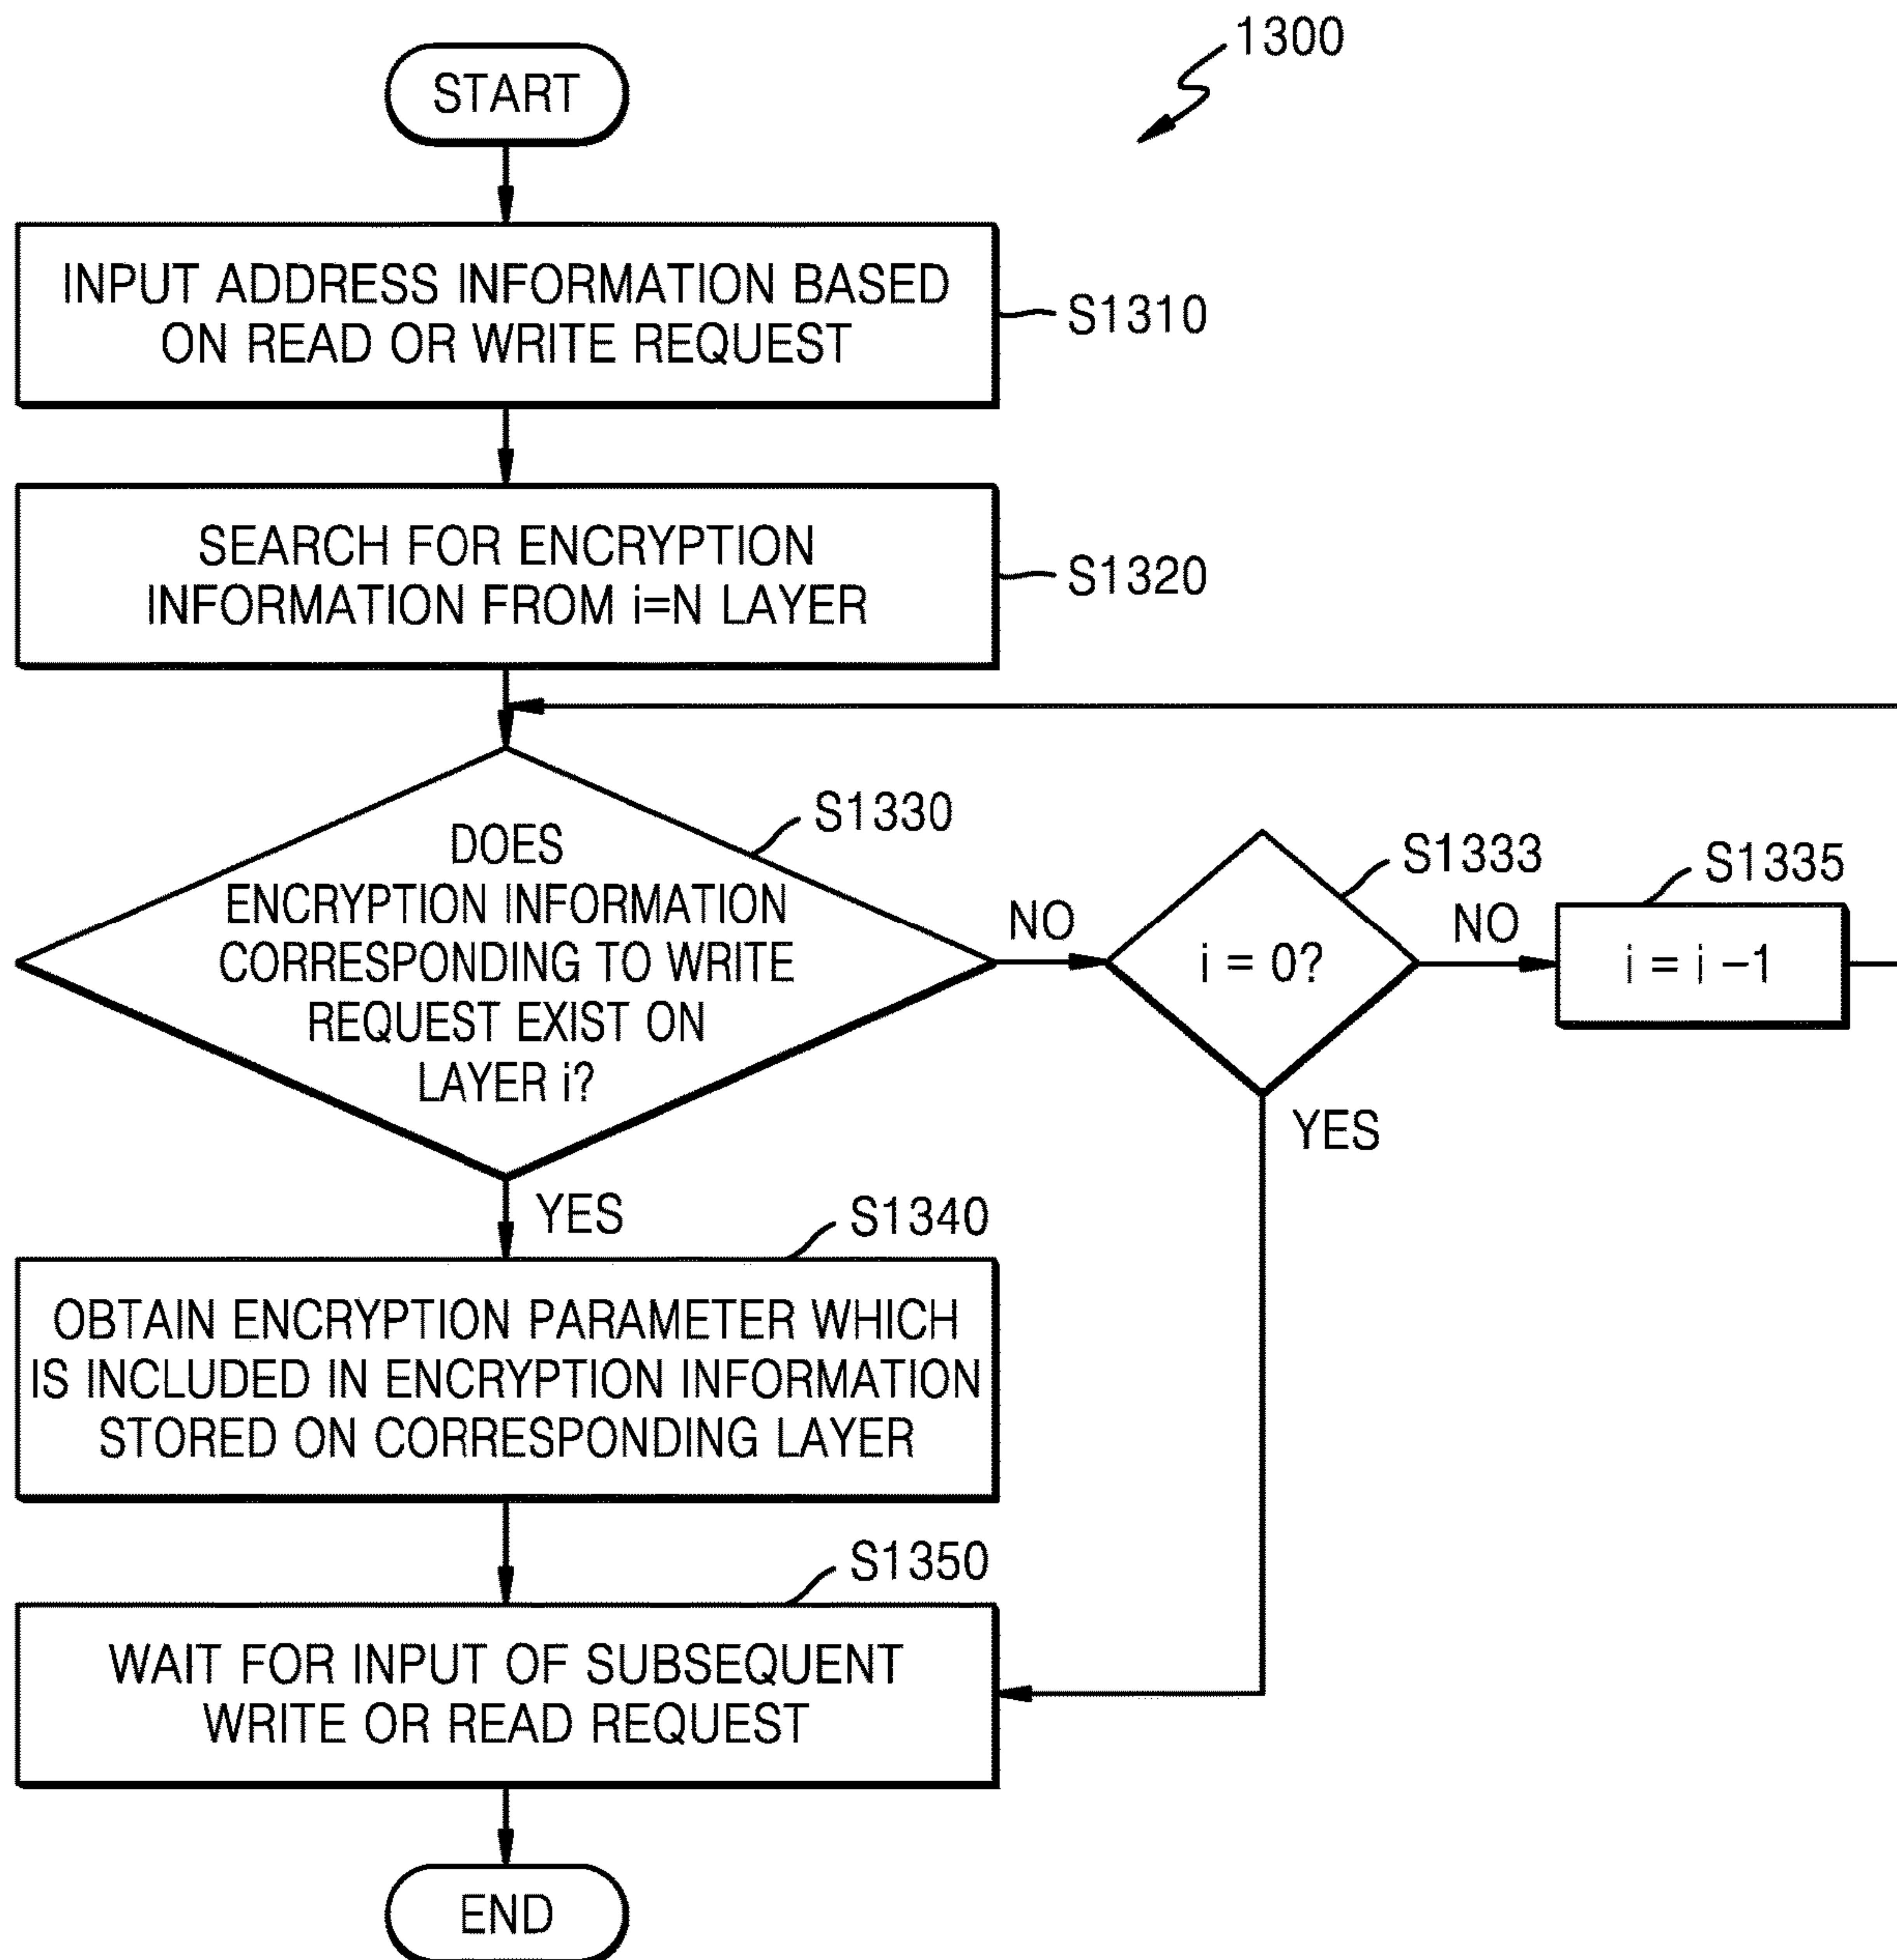 1300
START
INPUT ADDRESS INFORMATION BASED
ON READ OR WRITE REQUEST
S1310
SEARCH FOR ENCRYPTION
INFORMATION FROM i=N LAYER
S1320
S1330
DOES
ENCRYPTION INFORMATION
CORRESPONDING TO WRITE
REQUEST EXIST ON
LAYER i?
NO
S1333
i = 0?
NO
S1335
i = i –1
YES
YES
S1340
OBTAIN ENCRYPTION PARAMETER WHICH
IS INCLUDED IN ENCRYPTION INFORMATION
STORED ON CORRESPONDING LAYER
S1350
WAIT FOR INPUT OF SUBSEQUENT
WRITE OR READ REQUEST
END